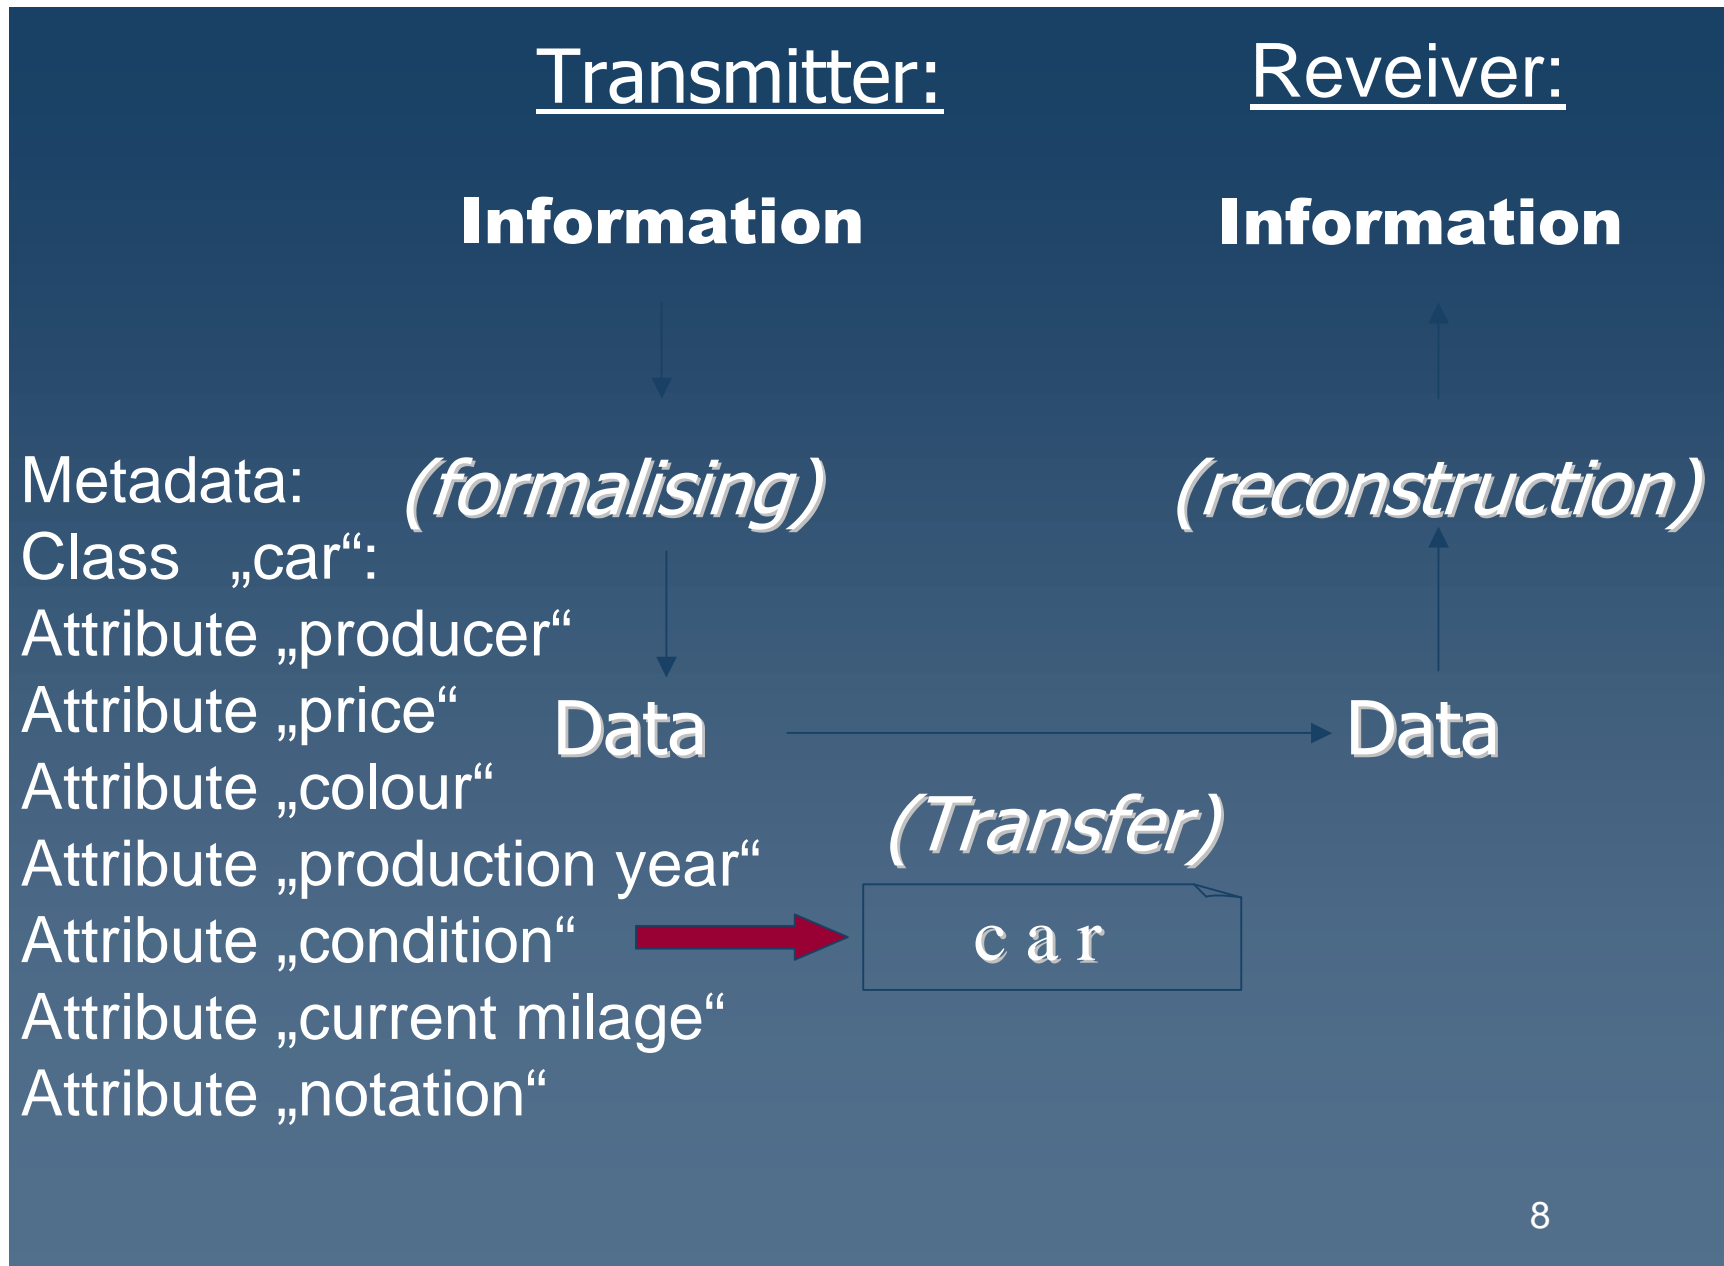 Transmitter:
Reveiver:
Information
Information
(formalising)
(reconstruction)
Metadata:
Class „car“:
Attribute „producer“
Attribute „price“
Attribute „colour“
Attribute „production year“
Attribute „condition“
Attribute „current milage“
Attribute „notation“
Data
Data
(Transfer)
c a r
8